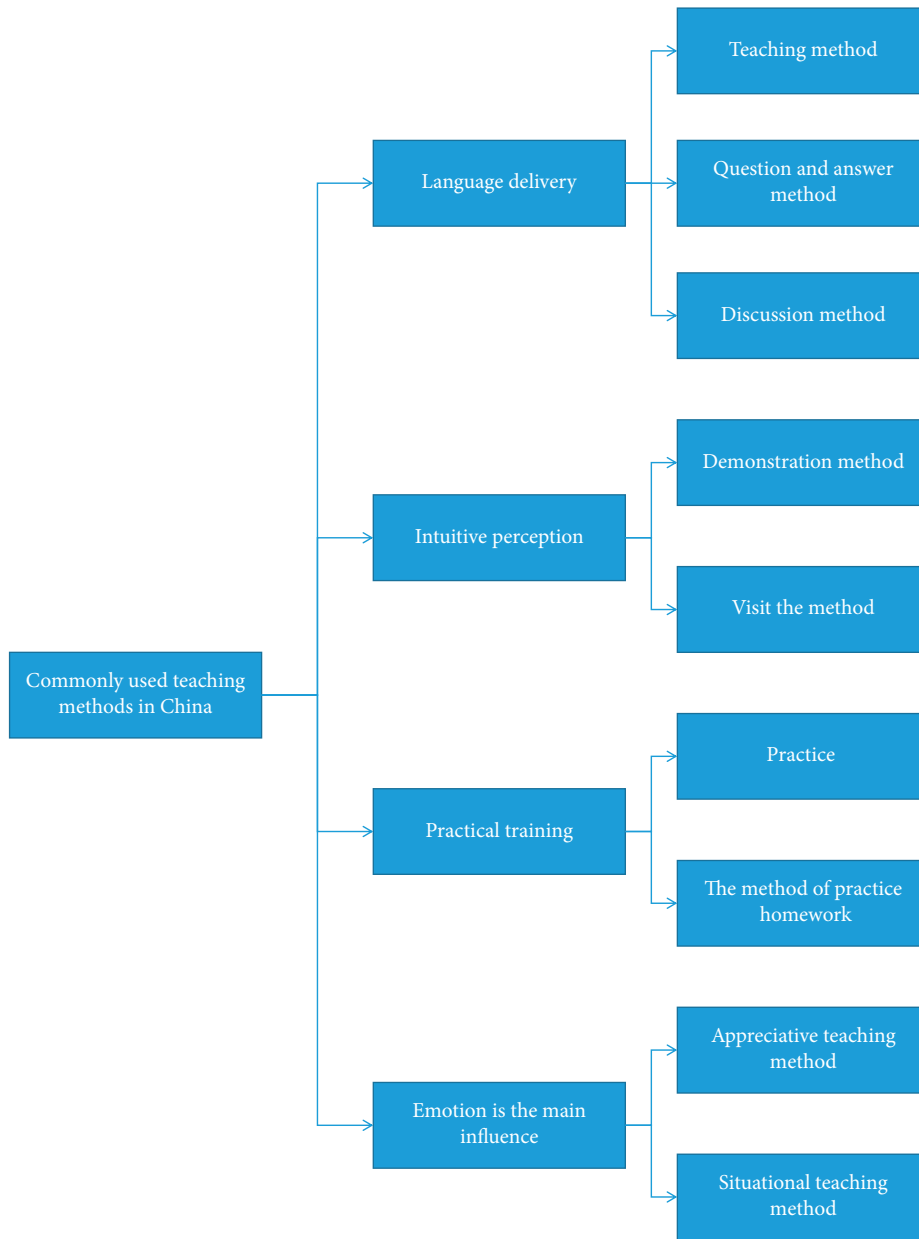 Commonly used teaching
methods in China
Language delivery
Teaching method
Question and answer
method
Discussion method
Intuitive perception
Demonstration method
Visit the method
Practical training
Practice
The method of practice
homework
Emotion is the main
influence
Appreciative teaching
method
Situational teaching
method